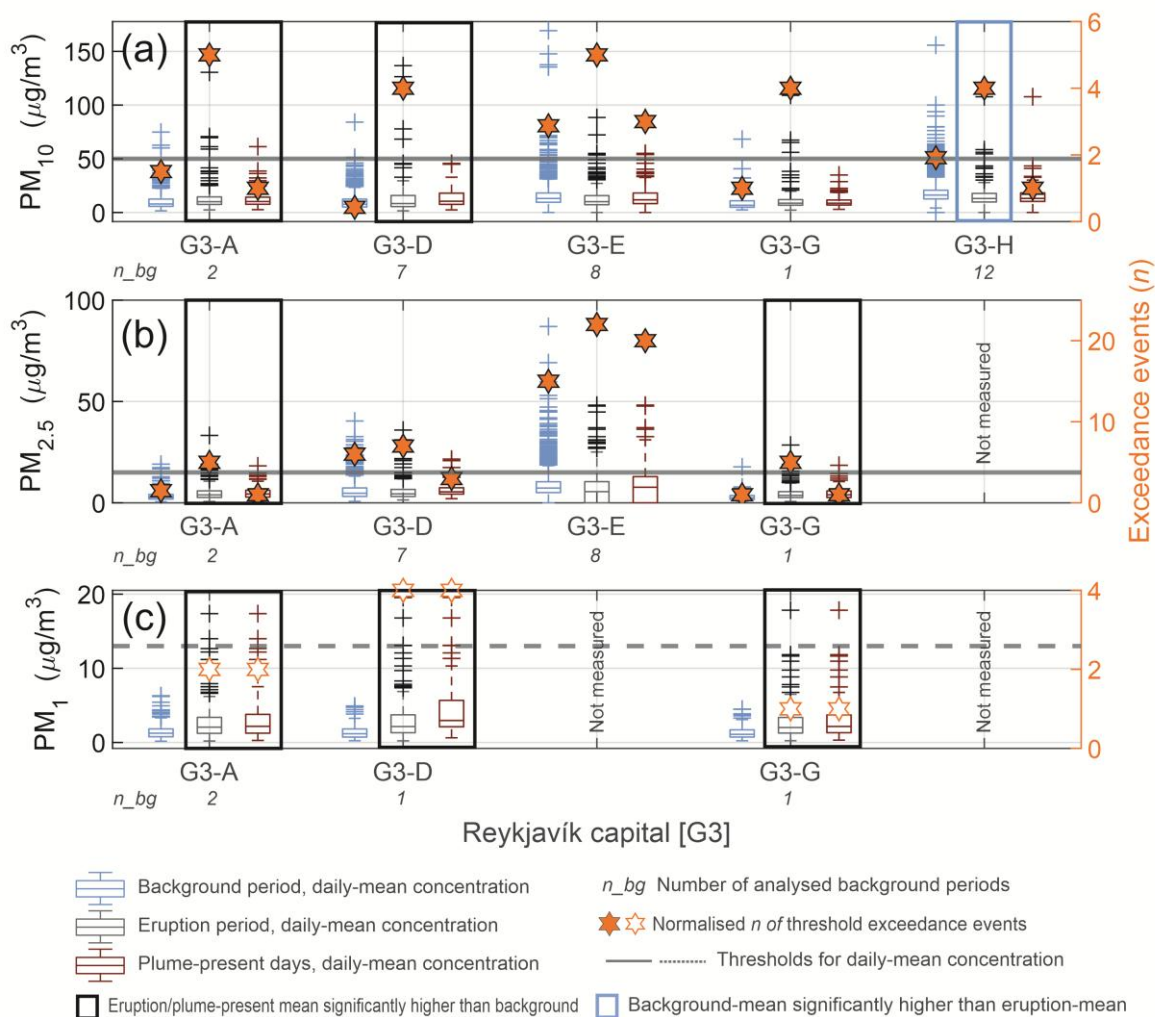 (a)
PM10 (μg/m³)
150
100
50
0
6
4
2
0
G3-A G3-D G3-E G3-G G3-H
n_bg 2 7 8 1 12
(b)
PM2.5 (μg/m³)
100
50
0
20
10
0
Not measured
Exceedance events (n)
G3-A G3-D G3-E G3-G
n_bg 2 7 8 1
(c)
PM1 (μg/m³)
20
10
0
4
2
0
Not measured
Not measured
G3-A G3-D G3-G
n_bg 2 1 1
Reykjavík capital [G3]
Background period, daily-mean concentration
Eruption period, daily-mean concentration
Plume-present days, daily-mean concentration
Eruption/plume-present mean significantly higher than background
n_bg Number of analysed background periods
Normalised n of threshold exceedance events
Thresholds for daily-mean concentration
Background-mean significantly higher than eruption-mean